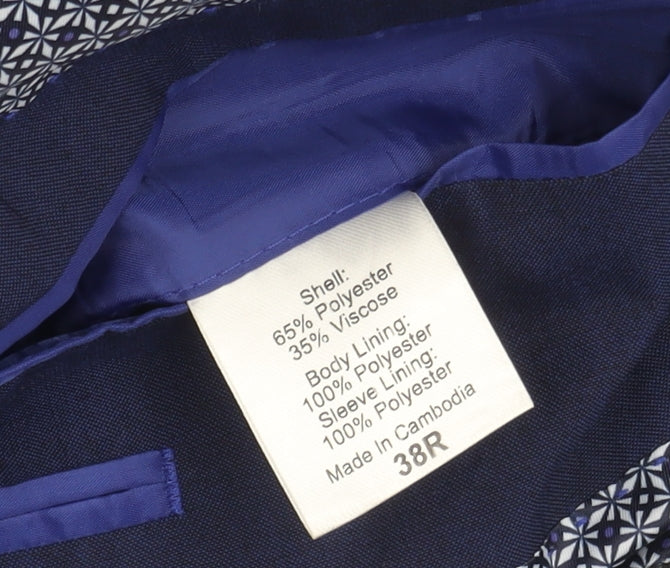 Shell:
65% Polyester
35% Viscose
Body Lining:
100% Polyester
Sleeve Lining:
100% Polyester
Made In Cambodia
38R